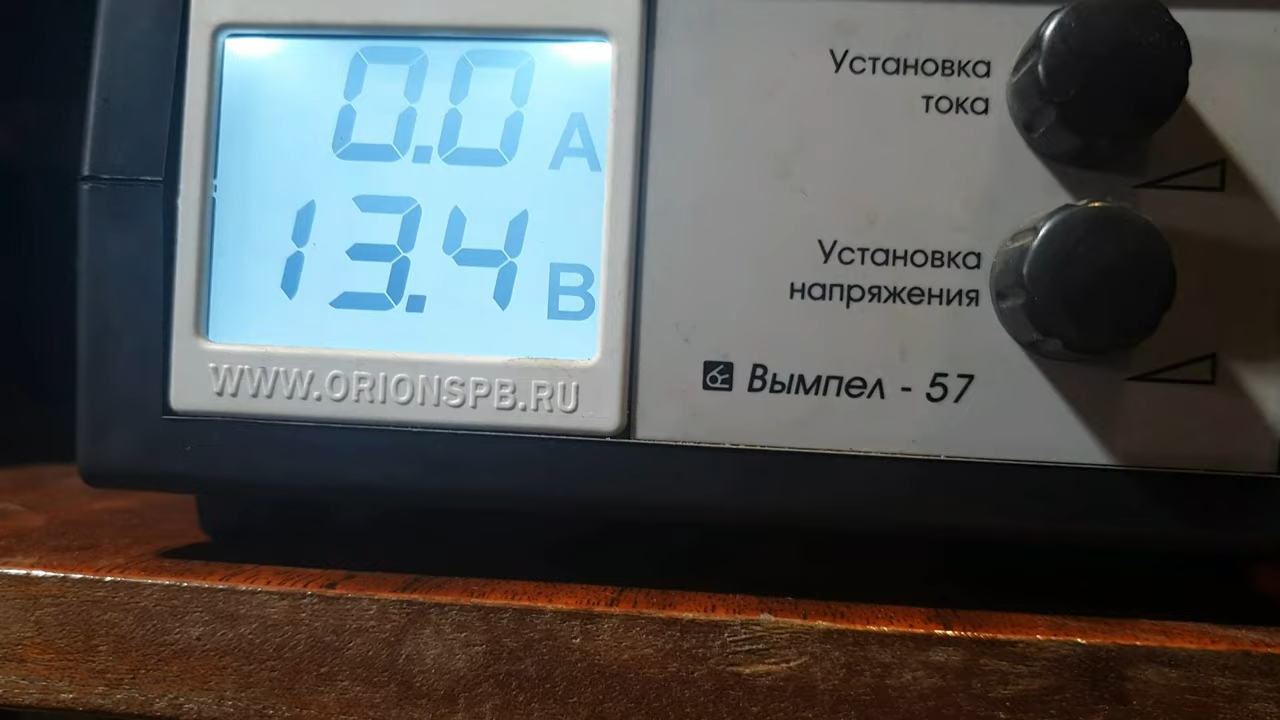 0.0 А
13.4 В
WWW.ORIONSPB.RU
Установка
тока
Установка
напряжения
Вымпел - 57